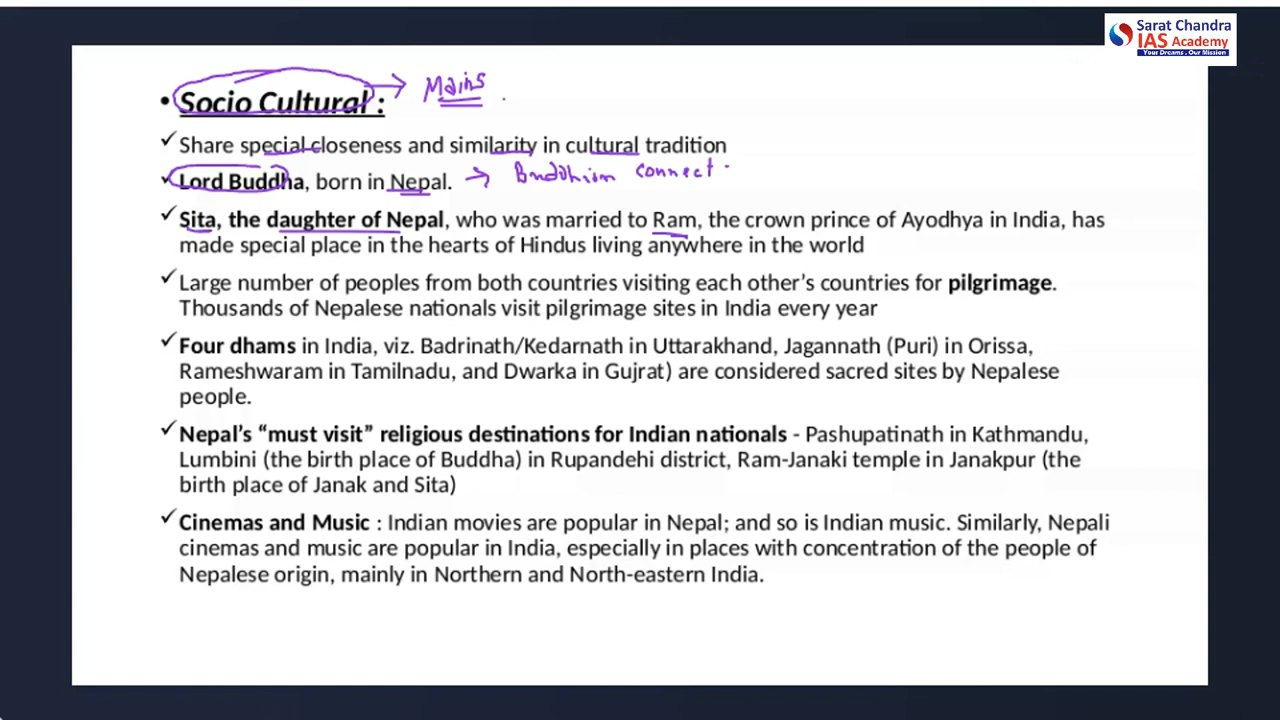 Sarat Chandra
IAS Academy
Your Dreams . Our Mission
• Socio Cultural : → Mains
✓ Share special closeness and similarity in cultural tradition
✓ Lord Buddha, born in Nepal. → Buddhism connect
✓ Sita, the daughter of Nepal, who was married to Ram, the crown prince of Ayodhya in India, has
made special place in the hearts of Hindus living anywhere in the world
✓ Large number of peoples from both countries visiting each other’s countries for pilgrimage.
Thousands of Nepalese nationals visit pilgrimage sites in India every year
✓ Four dhams in India, viz. Badrinath/Kedarnath in Uttarakhand, Jagannath (Puri) in Orissa,
Rameshwaram in Tamilnadu, and Dwarka in Gujrat) are considered sacred sites by Nepalese
people.
✓ Nepal’s “must visit” religious destinations for Indian nationals - Pashupatinath in Kathmandu,
Lumbini (the birth place of Buddha) in Rupandehi district, Ram-Janaki temple in Janakpur (the
birth place of Janak and Sita)
✓ Cinemas and Music : Indian movies are popular in Nepal; and so is Indian music. Similarly, Nepali
cinemas and music are popular in India, especially in places with concentration of the people of
Nepalese origin, mainly in Northern and North-eastern India.